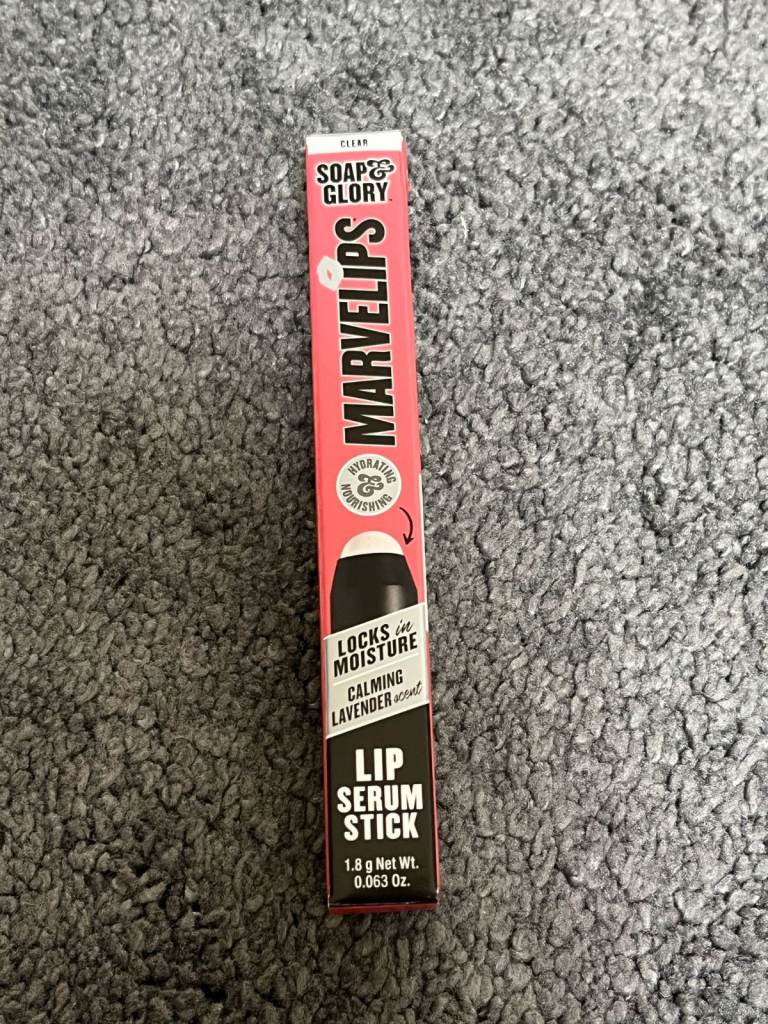 CLEAR
SOAP &
GLORY
MARVELIPS
HYDRATING
&
NOURISHING
LOCKS in
MOISTURE
CALMING
LAVENDER scent
LIP
SERUM
STICK
1.8 g Net Wt.
0.063 Oz.